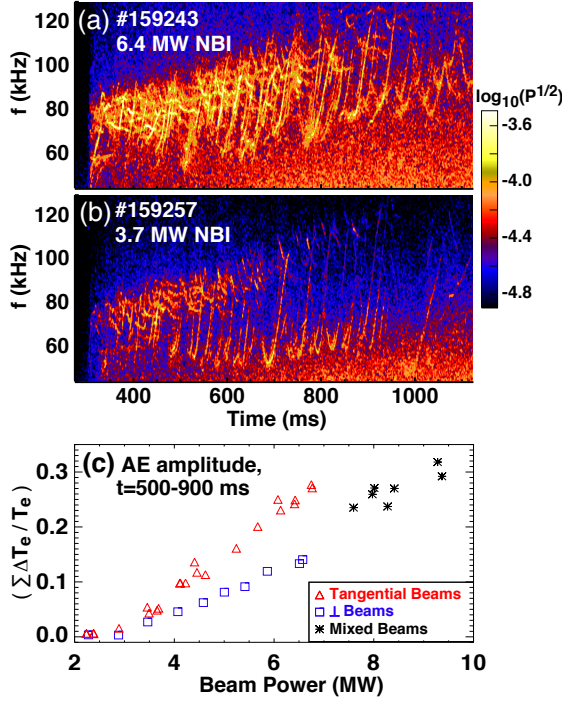 (a) #159243
6.4 MW NBI
f (kHz)
120
100
80
60
log₁₀(P^1/2)
-3.6
-4.0
-4.4
-4.8
(b) #159257
3.7 MW NBI
f (kHz)
120
100
80
60
400 600 800 1000
Time (ms)
(c) AE amplitude,
t=500-900 ms
( ∑ ΔTₑ / Tₑ )
0.3
0.2
0.1
0.0
Tangential Beams
⊥ Beams
Mixed Beams
2 4 6 8 10
Beam Power (MW)